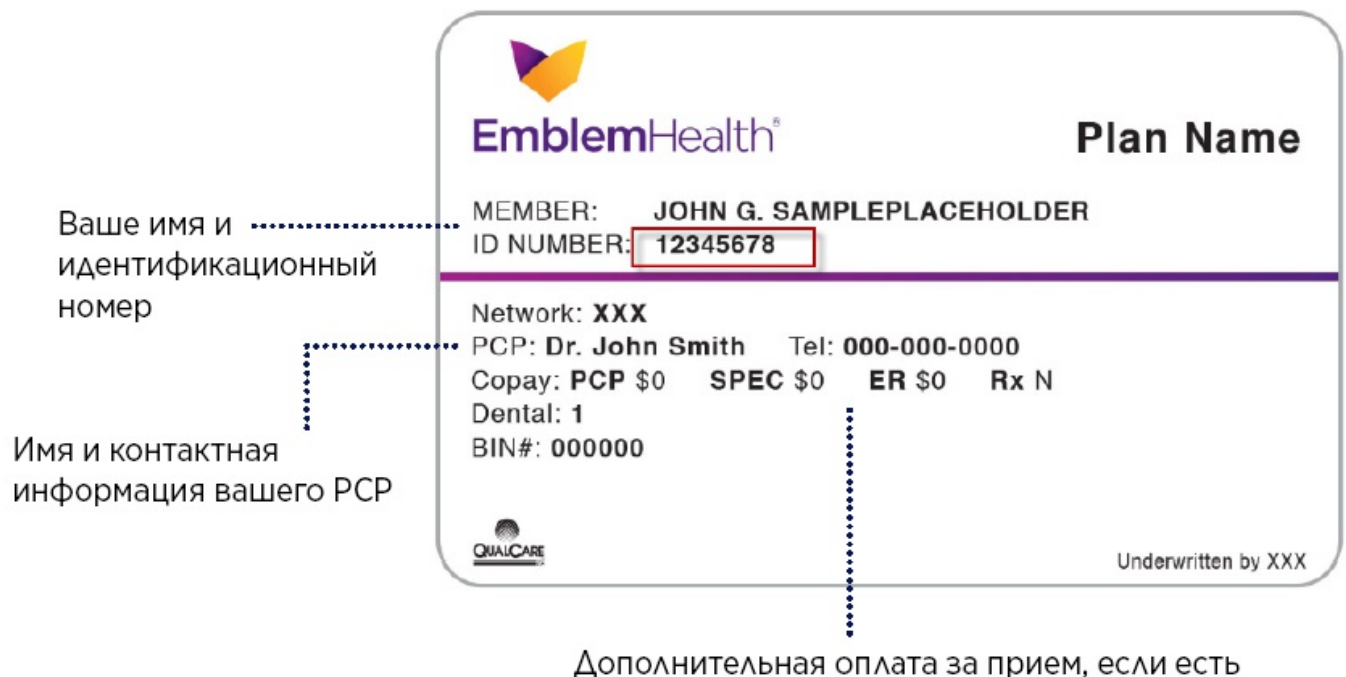 EmblemHealth®
Plan Name
Ваше имя и
идентификационный
номер
MEMBER: JOHN G. SAMPLEPLACEHOLDER
ID NUMBER: 12345678
Network: XXX
PCP: Dr. John Smith Tel: 000-000-0000
Copay: PCP $0 SPEC $0 ER $0 Rx N
Dental: 1
BIN#: 000000
Имя и контактная
информация вашего PCP
QUALCARE
Underwritten by XXX
Дополнительная оплата за прием, если есть